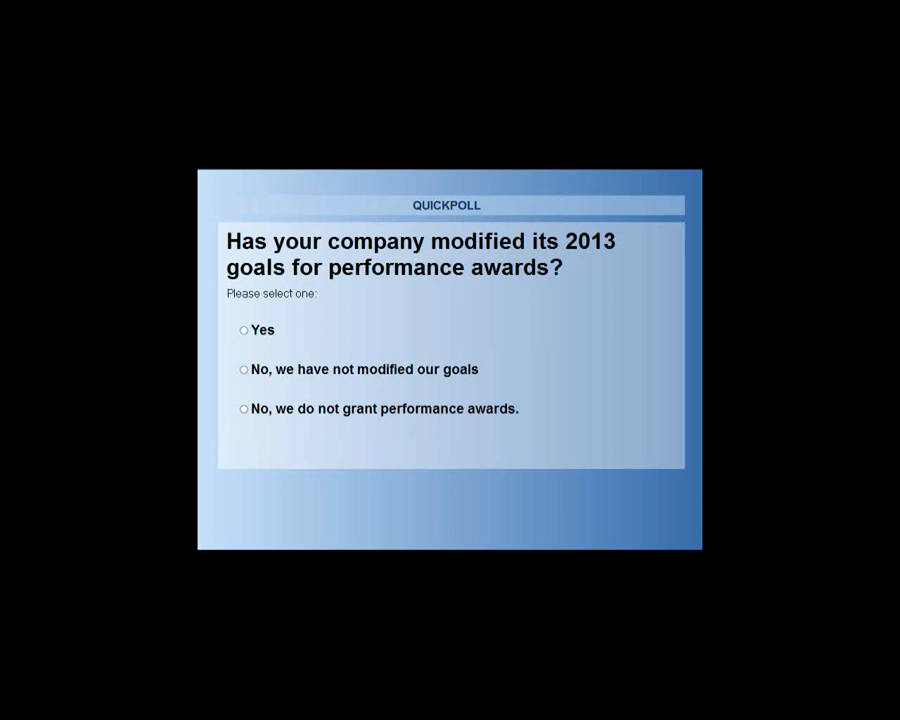 QUICKPOLL
Has your company modified its 2013
goals for performance awards?
Please select one:
Yes
No, we have not modified our goals
No, we do not grant performance awards.